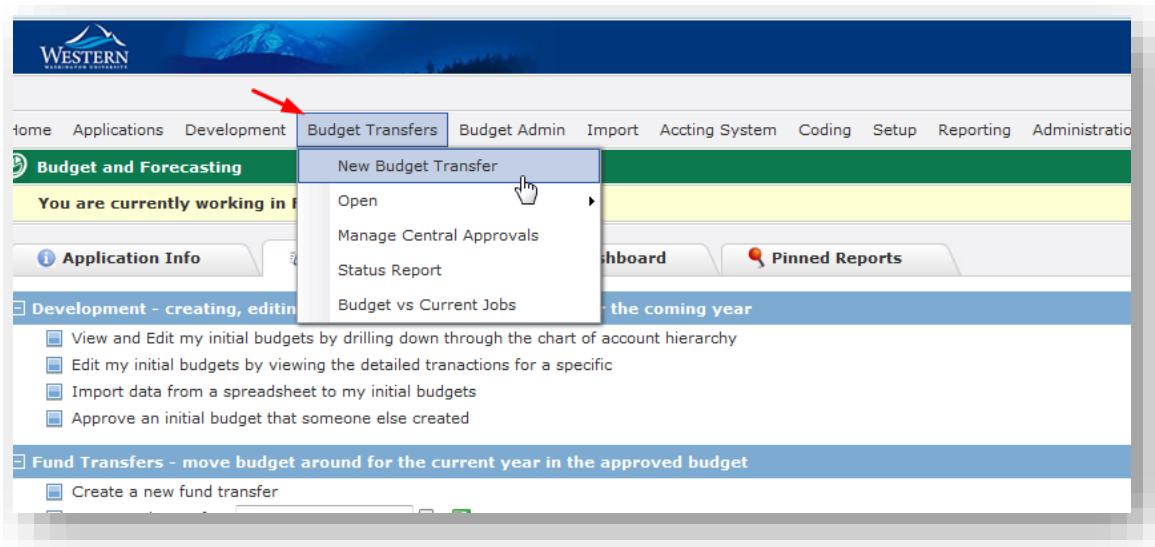 WESTERN
WASHINGTON UNIVERSITY
Home Applications Development Budget Transfers Budget Admin Import Accting System Coding Setup Reporting Administratio
Budget and Forecasting
New Budget Transfer
You are currently working in
Open
Manage Central Approvals
Application Info
shboard
Pinned Reports
Status Report
Budget vs Current Jobs
Development - creating, editin the coming year
View and Edit my initial budgets by drilling down through the chart of account hierarchy
Edit my initial budgets by viewing the detailed tranactions for a specific
Import data from a spreadsheet to my initial budgets
Approve an initial budget that someone else created
Fund Transfers - move budget around for the current year in the approved budget
Create a new fund transfer